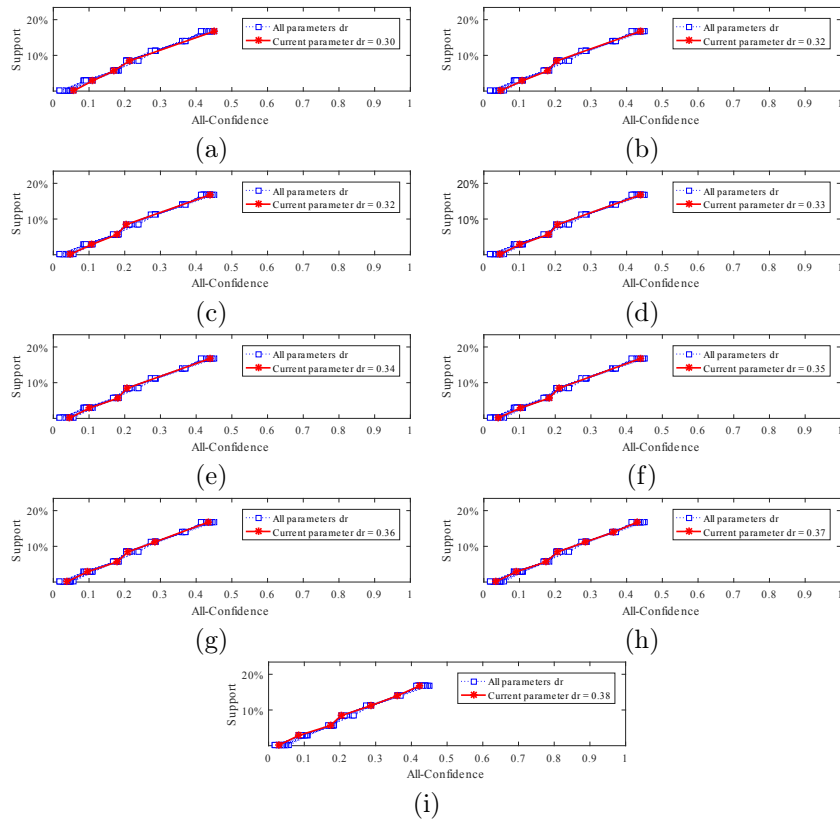 20%
10%
Support
0 0.1 0.2 0.3 0.4 0.5 0.6 0.7 0.8 0.9 1
All-Confidence
All parameters dr
Current parameter dr = 0.30
(a)
20%
10%
Support
0 0.1 0.2 0.3 0.4 0.5 0.6 0.7 0.8 0.9 1
All-Confidence
All parameters dr
Current parameter dr = 0.32
(b)
20%
10%
Support
0 0.1 0.2 0.3 0.4 0.5 0.6 0.7 0.8 0.9 1
All-Confidence
All parameters dr
Current parameter dr = 0.32
(c)
20%
10%
Support
0 0.1 0.2 0.3 0.4 0.5 0.6 0.7 0.8 0.9 1
All-Confidence
All parameters dr
Current parameter dr = 0.33
(d)
20%
10%
Support
0 0.1 0.2 0.3 0.4 0.5 0.6 0.7 0.8 0.9 1
All-Confidence
All parameters dr
Current parameter dr = 0.34
(e)
20%
10%
Support
0 0.1 0.2 0.3 0.4 0.5 0.6 0.7 0.8 0.9 1
All-Confidence
All parameters dr
Current parameter dr = 0.35
(f)
20%
10%
Support
0 0.1 0.2 0.3 0.4 0.5 0.6 0.7 0.8 0.9 1
All-Confidence
All parameters dr
Current parameter dr = 0.36
(g)
20%
10%
Support
0 0.1 0.2 0.3 0.4 0.5 0.6 0.7 0.8 0.9 1
All-Confidence
All parameters dr
Current parameter dr = 0.37
(h)
20%
10%
Support
0 0.1 0.2 0.3 0.4 0.5 0.6 0.7 0.8 0.9 1
All-Confidence
All parameters dr
Current parameter dr = 0.38
(i)